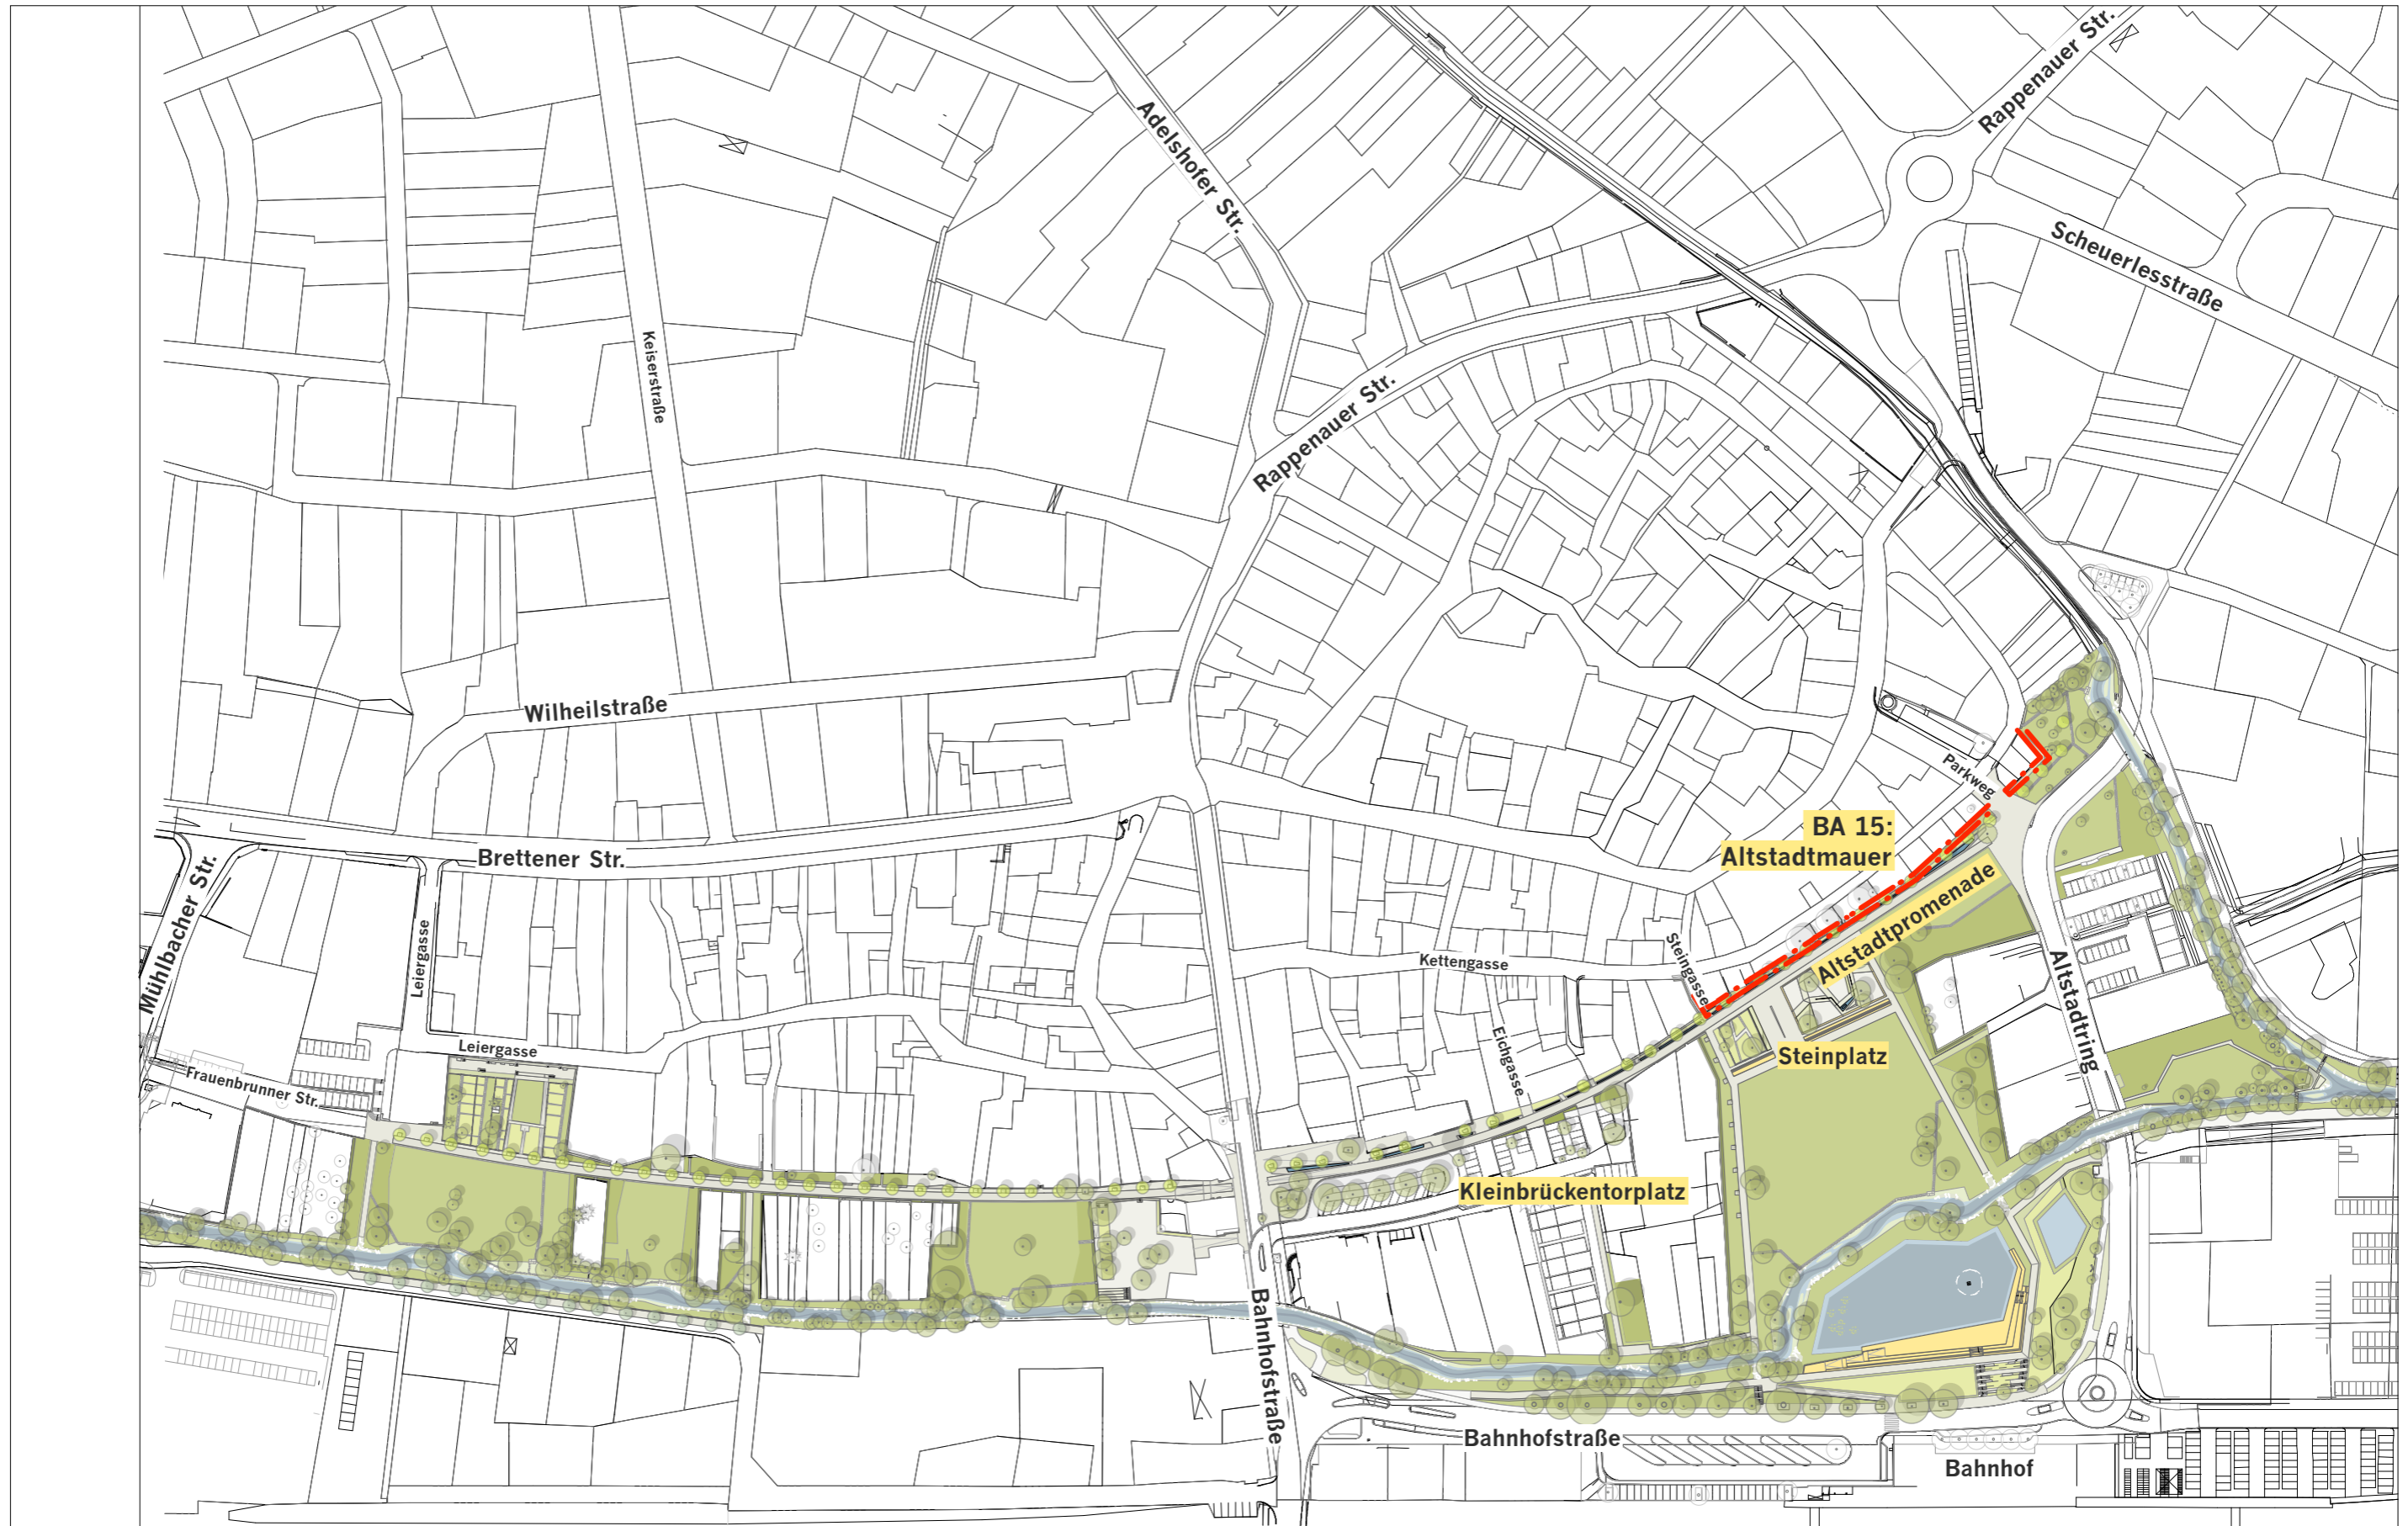 Rappenauer Str.
Adelshofer Str.
Scheuerlesstraße
Keiserstraße
Rappenauer Str.
Wilheilstraße
Parkweg
BA 15:
Altstadtmauer
Brettener Str.
Mühlbacher Str.
Leiergasse
Altstadtpromenade
Kettengasse
Steingasse
Altstadtring
Leiergasse
Eichgasse
Steinplatz
Frauenbrunner Str.
Kleinbrückentorplatz
Bahnhofstraße
Bahnhofstraße
Bahnhof